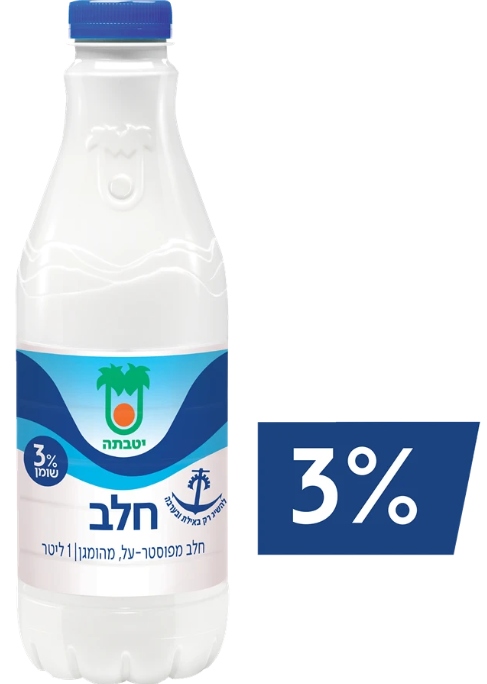 יטבתה
3%
שומן
חלב
להשיג רק באילת ובערבה
חלב מפוסטר-על, מהומגן | 1 ליטר
3%